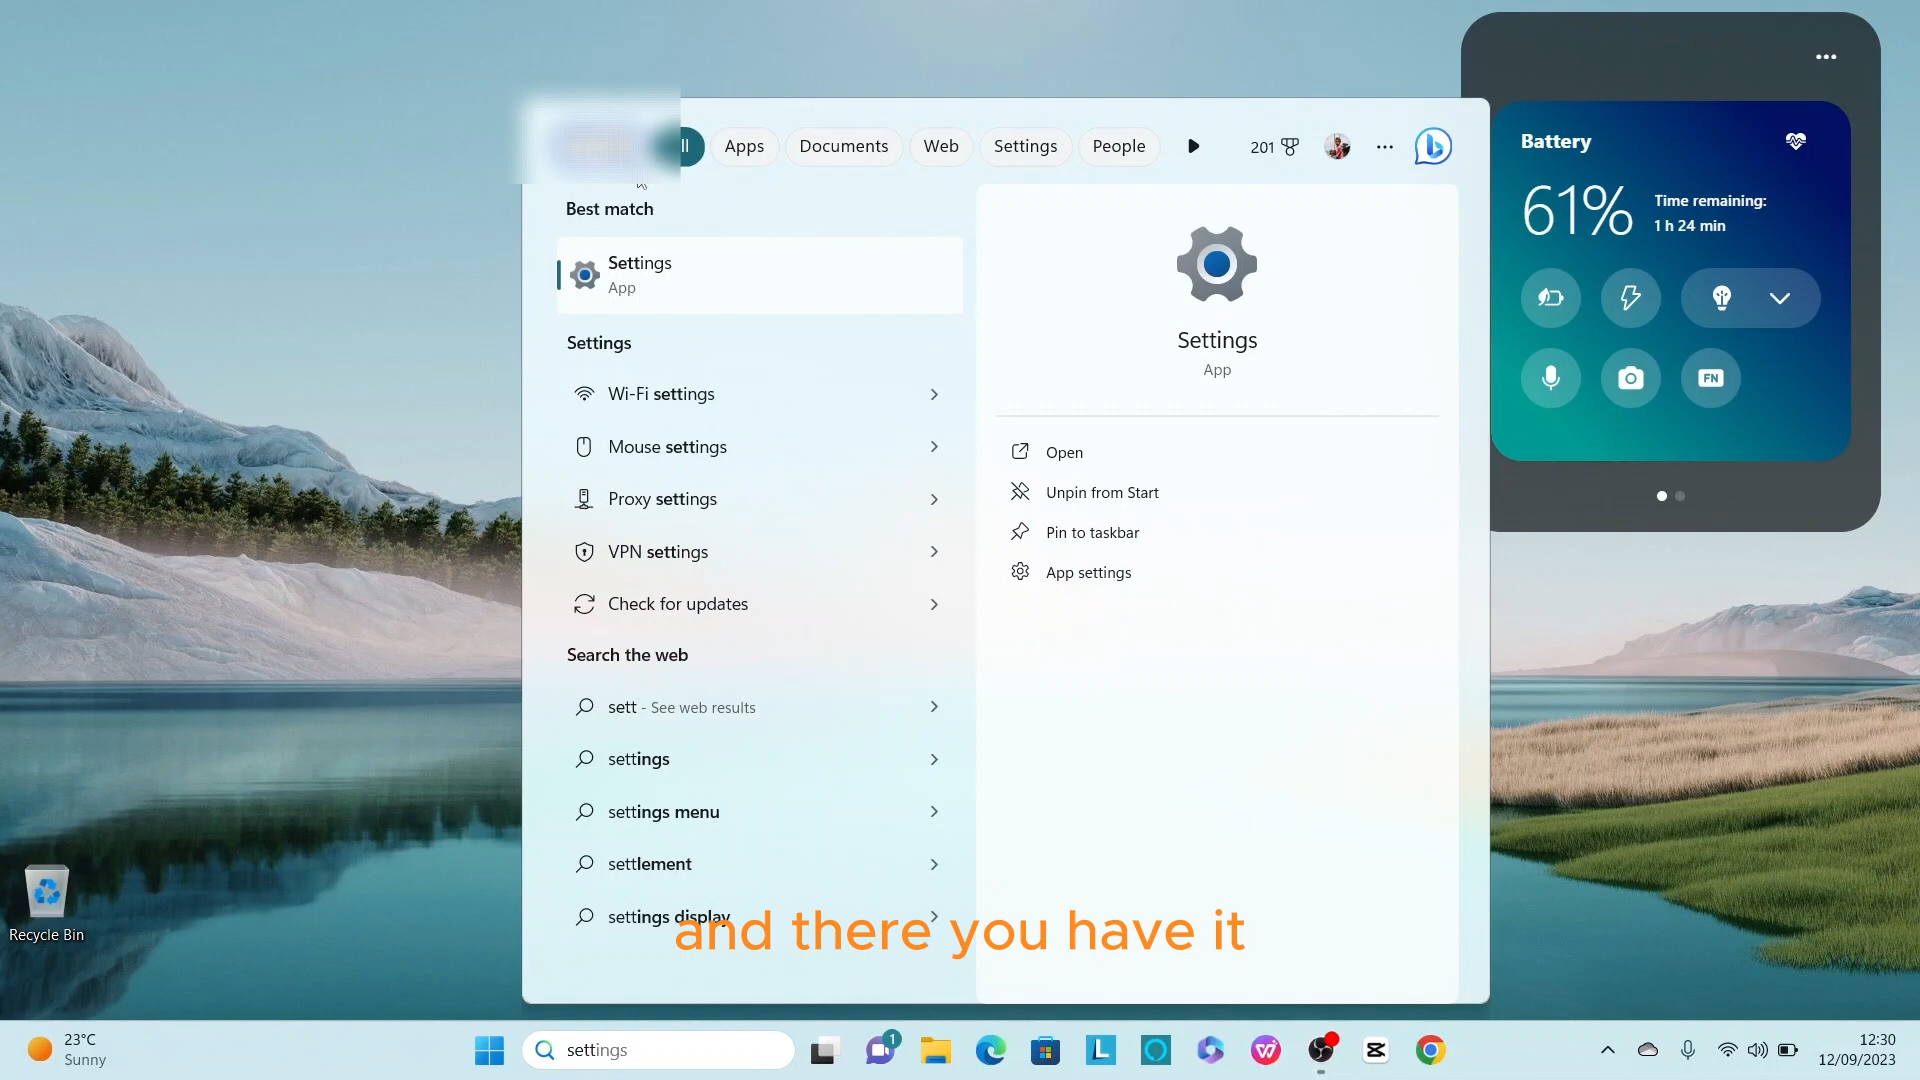 ll Apps Documents Web Settings People 201
Best match
Settings
App
Settings
Wi-Fi settings
Mouse settings
Proxy settings
VPN settings
Check for updates
Search the web
sett - See web results
settings
settings menu
settlement
settings display
Settings
App
Open
Unpin from Start
Pin to taskbar
App settings
Battery
61%
Time remaining:
1 h 24 min
FN
and there you have it
Recycle Bin
23°C
Sunny
settings
1
L
12:30
12/09/2023